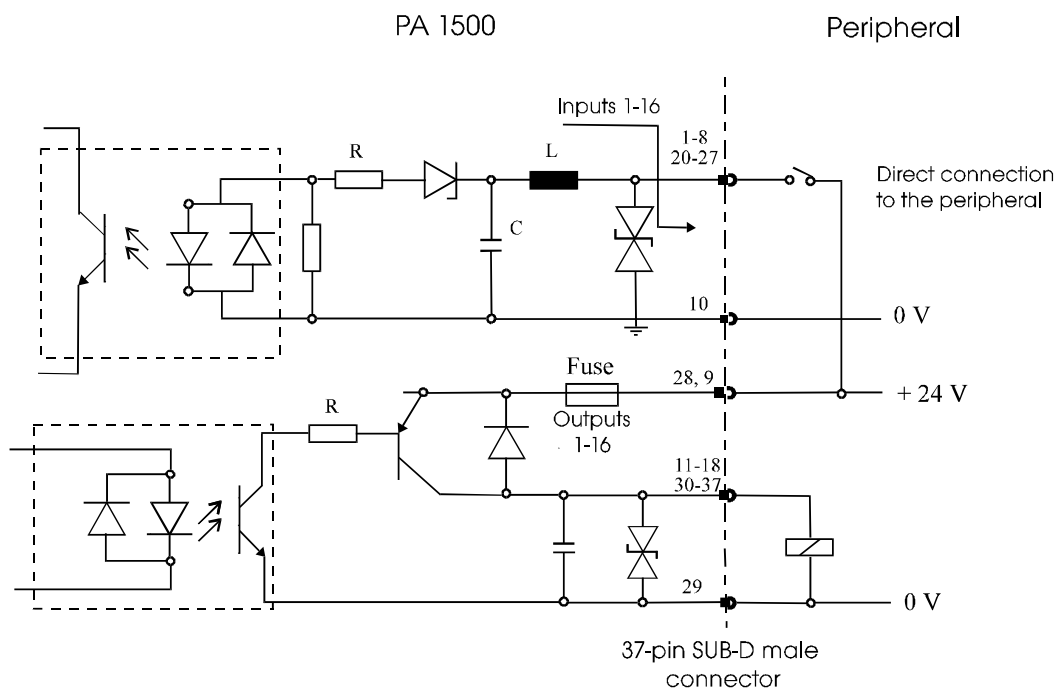 PA 1500
Peripheral
Inputs 1-16
1-8
20-27
R
L
C
Direct connection
to the peripheral
10
0 V
Fuse
28, 9
+ 24 V
R
Outputs
1-16
11-18
30-37
29
0 V
37-pin SUB-D male
connector